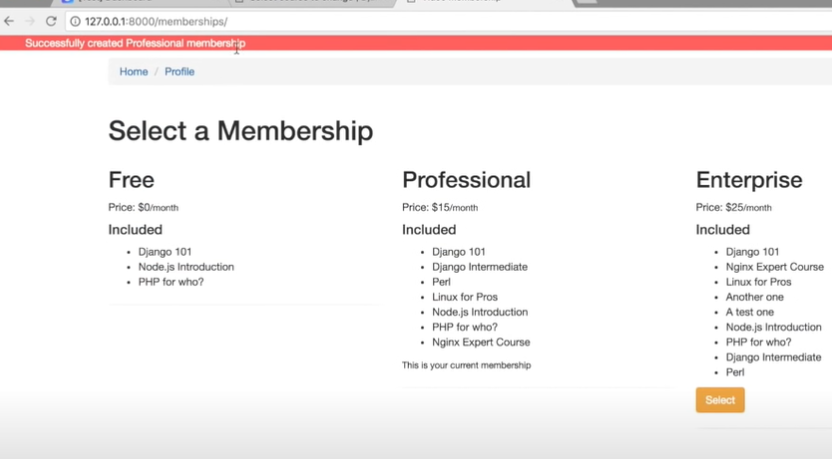 127.0.0.1:8000/memberships/
Successfully created Professional membership
Home / Profile
Select a Membership
Free
Price: $0/month
Included
Django 101
Node.js Introduction
PHP for who?
Professional
Price: $15/month
Included
Django 101
Django Intermediate
Perl
Linux for Pros
Node.js Introduction
PHP for who?
Nginx Expert Course
This is your current membership
Enterprise
Price: $25/month
Included
Django 101
Nginx Expert Course
Linux for Pros
Another one
A test one
Node.js Introduction
PHP for who?
Django Intermediate
Perl
Select